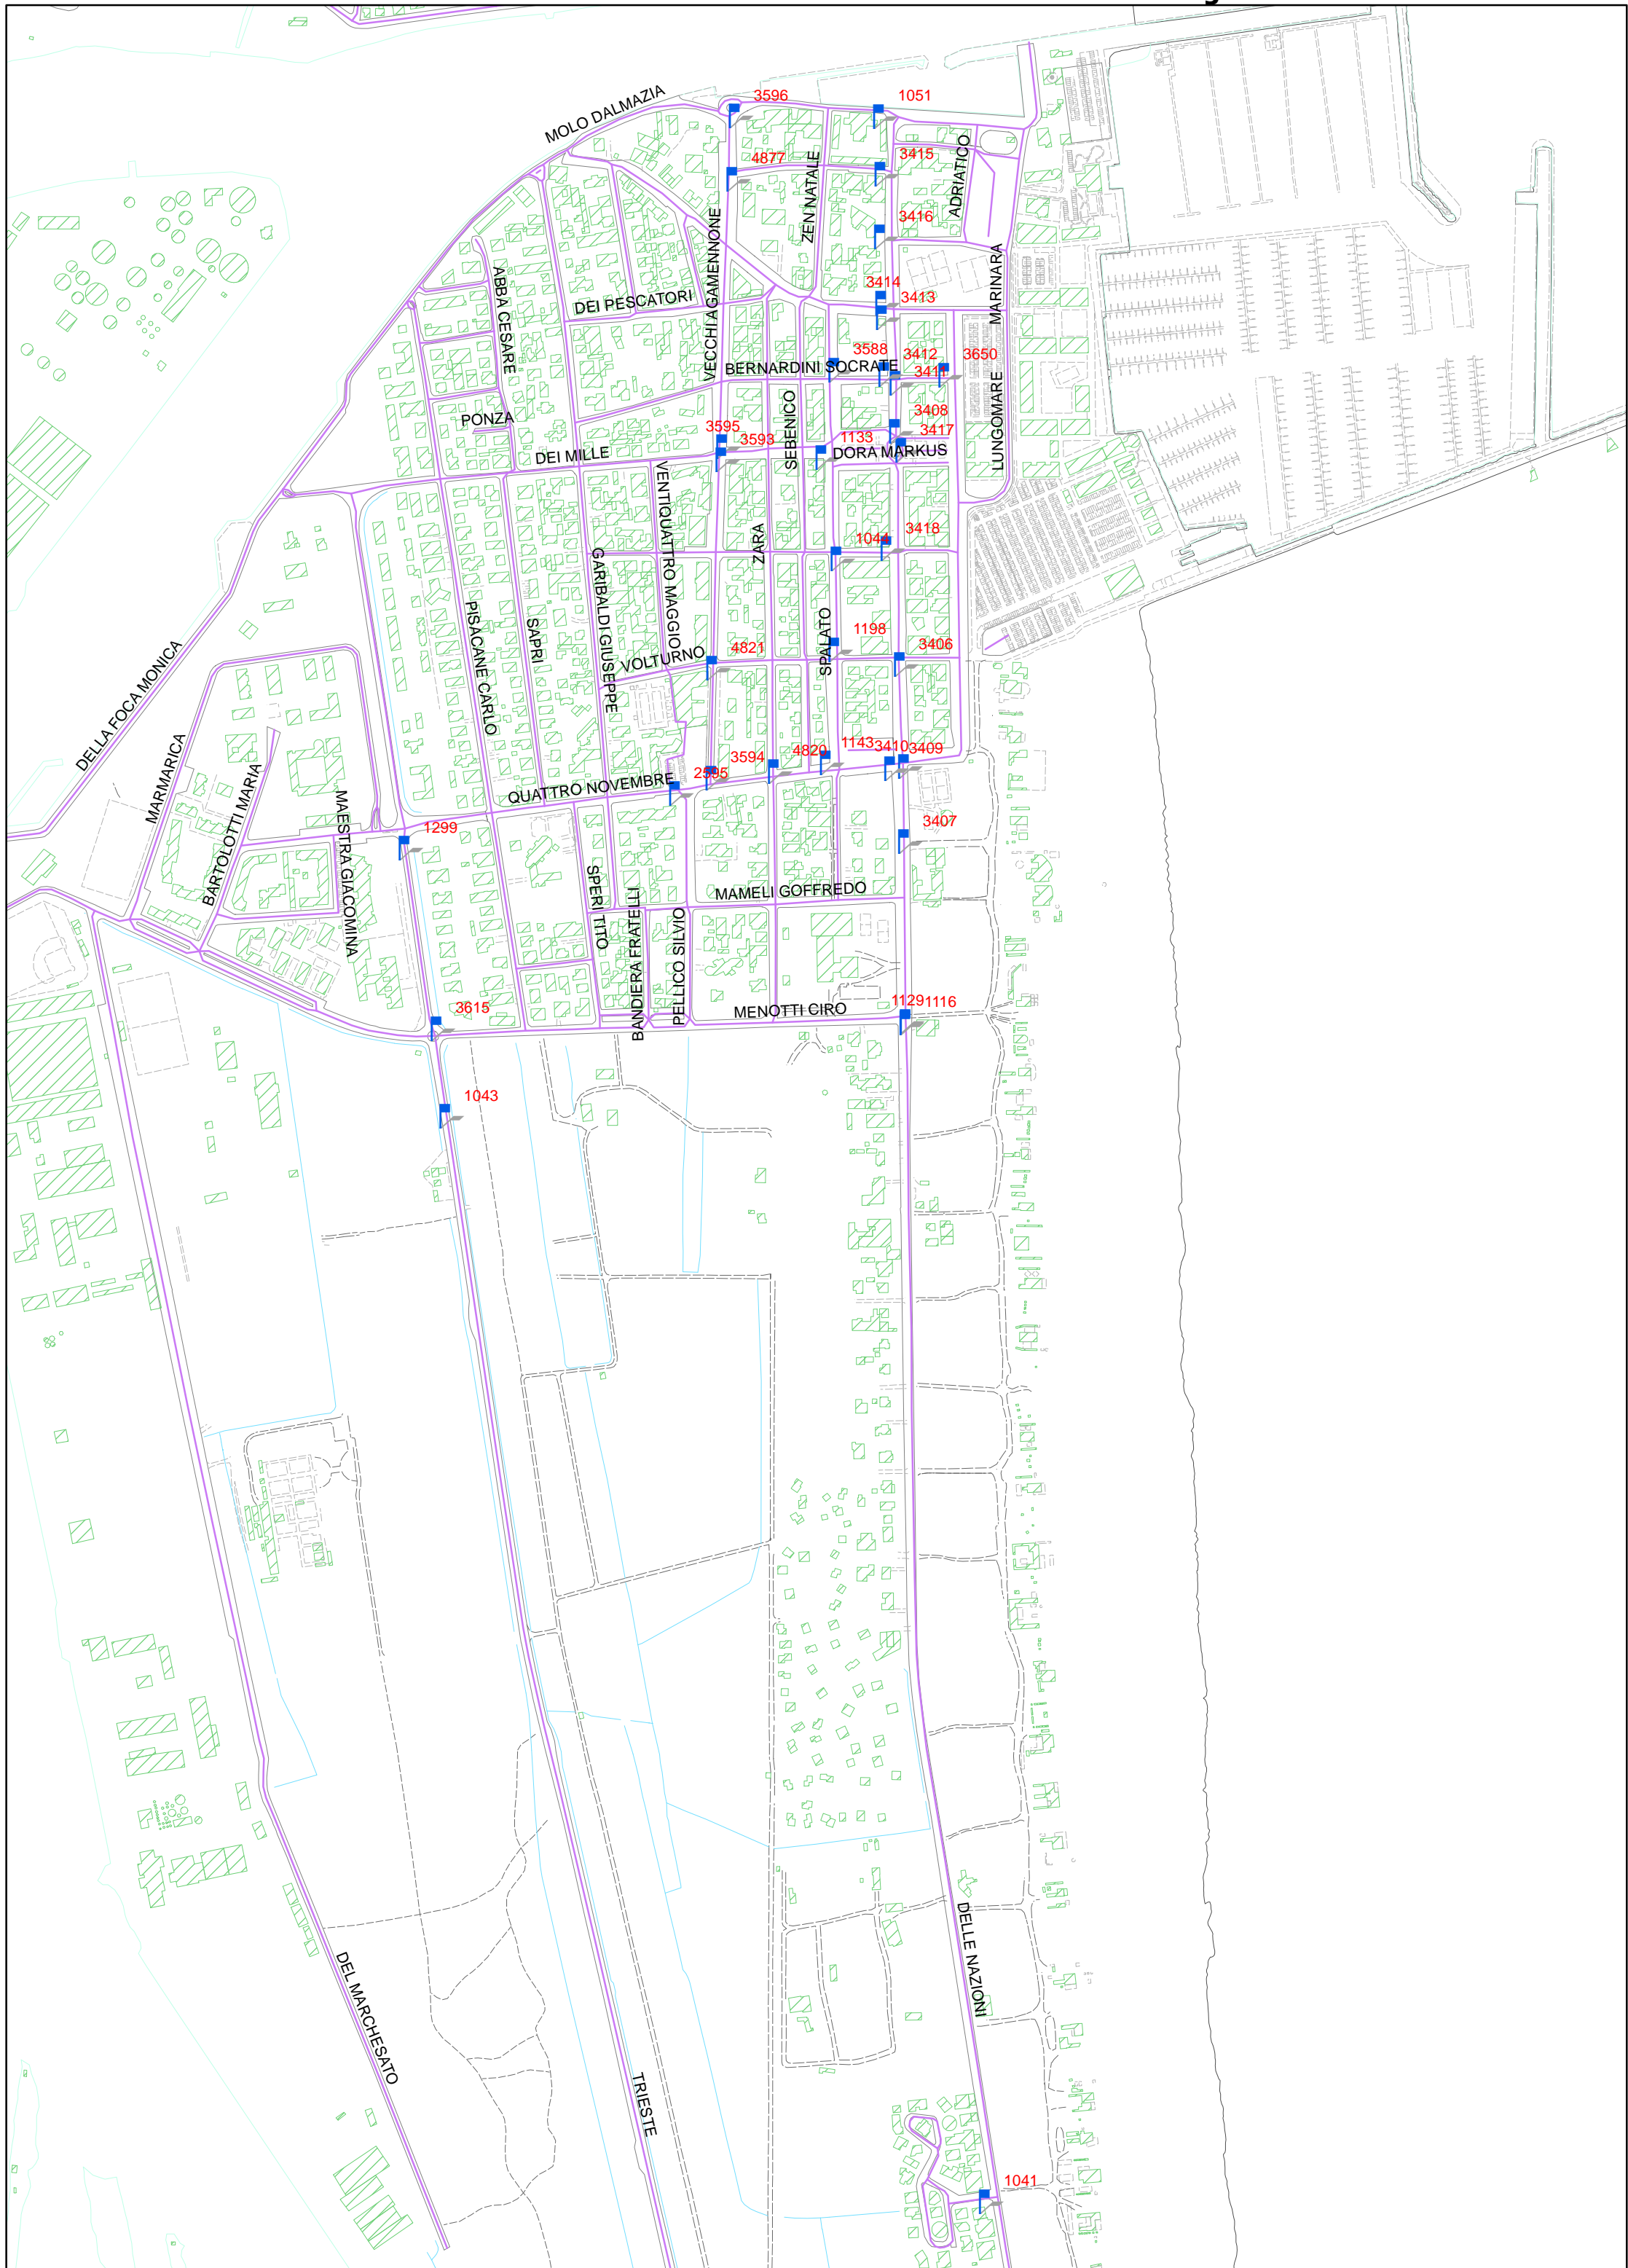 3596
1051
MOLO DALMAZIA
4877
3415
ADRIATICO
ZEN NATALE
3416
VECCHI AGAMENNONE
LUNGOMARE MARINARA
ABBA CESARE
3414
3413
DEI PESCATORI
3588
3412
3650
BERNARDINI SOCRATE
3411
PONZA
SEBENICO
3408
3595
3593
1133
3417
DEI MILLE
DORA MARKUS
VENTIQUATTRO MAGGIO
ZARA
1044
3418
GARIBALDI GIUSEPPE
PISACANE CARLO
SAPRI
SPALATO
1198
3406
VOLTURNO
4821
DELLA FOCA MONICA
MARMARICA
BARTOLOTTI MARIA
MAESTRA GIACOMINA
QUATTRO NOVEMBRE
2595
3594
4820
1143
3410
3409
1299
3407
SPERI TITO
BANDIERA FRATELLI
PELLICO SILVIO
MAMELI GOFFREDO
3615
MENOTTI CIRO
1129
1116
1043
DELLE NAZIONI
DEL MARCHESATO
TRIESTE
1041